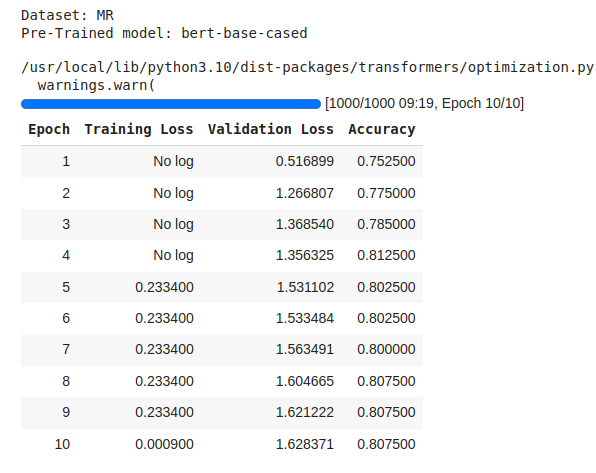 Dataset: MR
Pre-Trained model: bert-base-cased
/usr/local/lib/python3.10/dist-packages/transformers/optimization.py
warnings.warn(
[1000/1000 09:19, Epoch 10/10]
Epoch Training Loss Validation Loss Accuracy
1 No log 0.516899 0.752500
2 No log 1.266807 0.775000
3 No log 1.368540 0.785000
4 No log 1.356325 0.812500
5 0.233400 1.531102 0.802500
6 0.233400 1.533484 0.802500
7 0.233400 1.563491 0.800000
8 0.233400 1.604665 0.807500
9 0.233400 1.621222 0.807500
10 0.000900 1.628371 0.807500